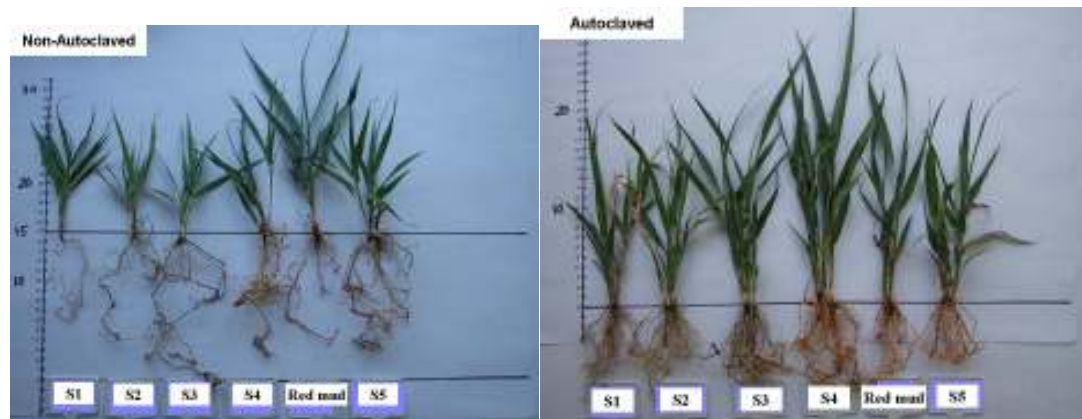 Non-Autoclaved
S1 S2 S3 S4 Red mud S5
Autoclaved
S1 S2 S3 S4 Red mud S5